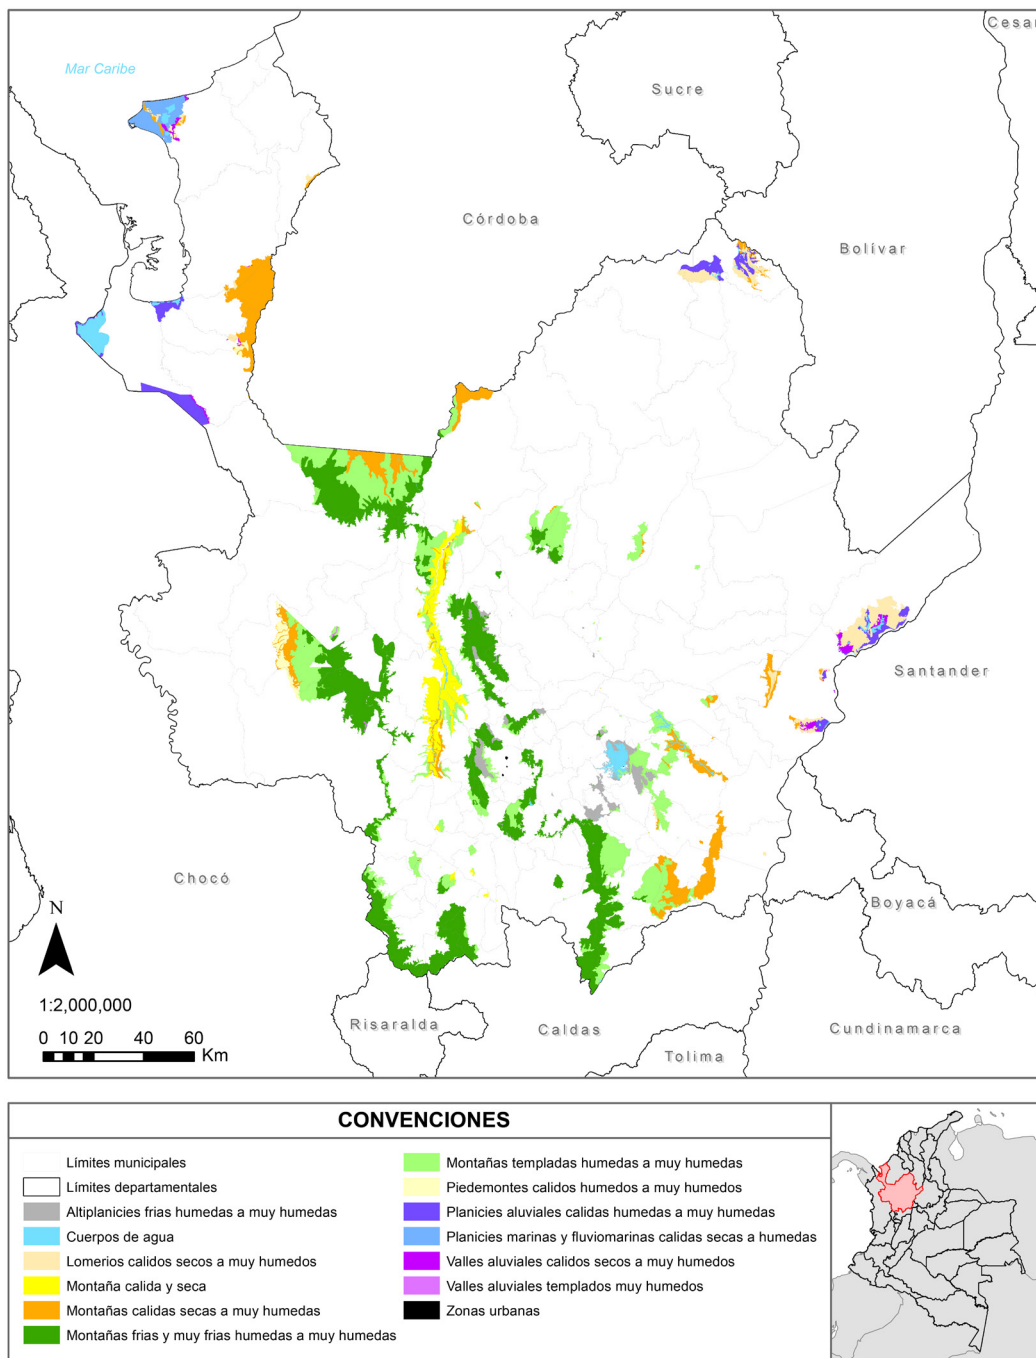 Cesar
Mar Caribe
Sucre
Córdoba
Bolívar
Santander
Chocó
Boyacá
N
1:2,000,000
0 10 20 40 60
Km
Risaralda
Caldas
Cundinamarca
Tolima
CONVENCIONES
Límites municipales
Límites departamentales
Altiplanicies frias humedas a muy humedas
Cuerpos de agua
Lomerios calidos secos a muy humedos
Montaña calida y seca
Montañas calidas secas a muy humedas
Montañas frias y muy frias humedas a muy humedas
Montañas templadas humedas a muy humedas
Piedemontes calidos humedos a muy humedos
Planicies aluviales calidas humedas a muy humedas
Planicies marinas y fluviomarinas calidas secas a humedas
Valles aluviales calidos secos a muy humedos
Valles aluviales templados muy humedos
Zonas urbanas